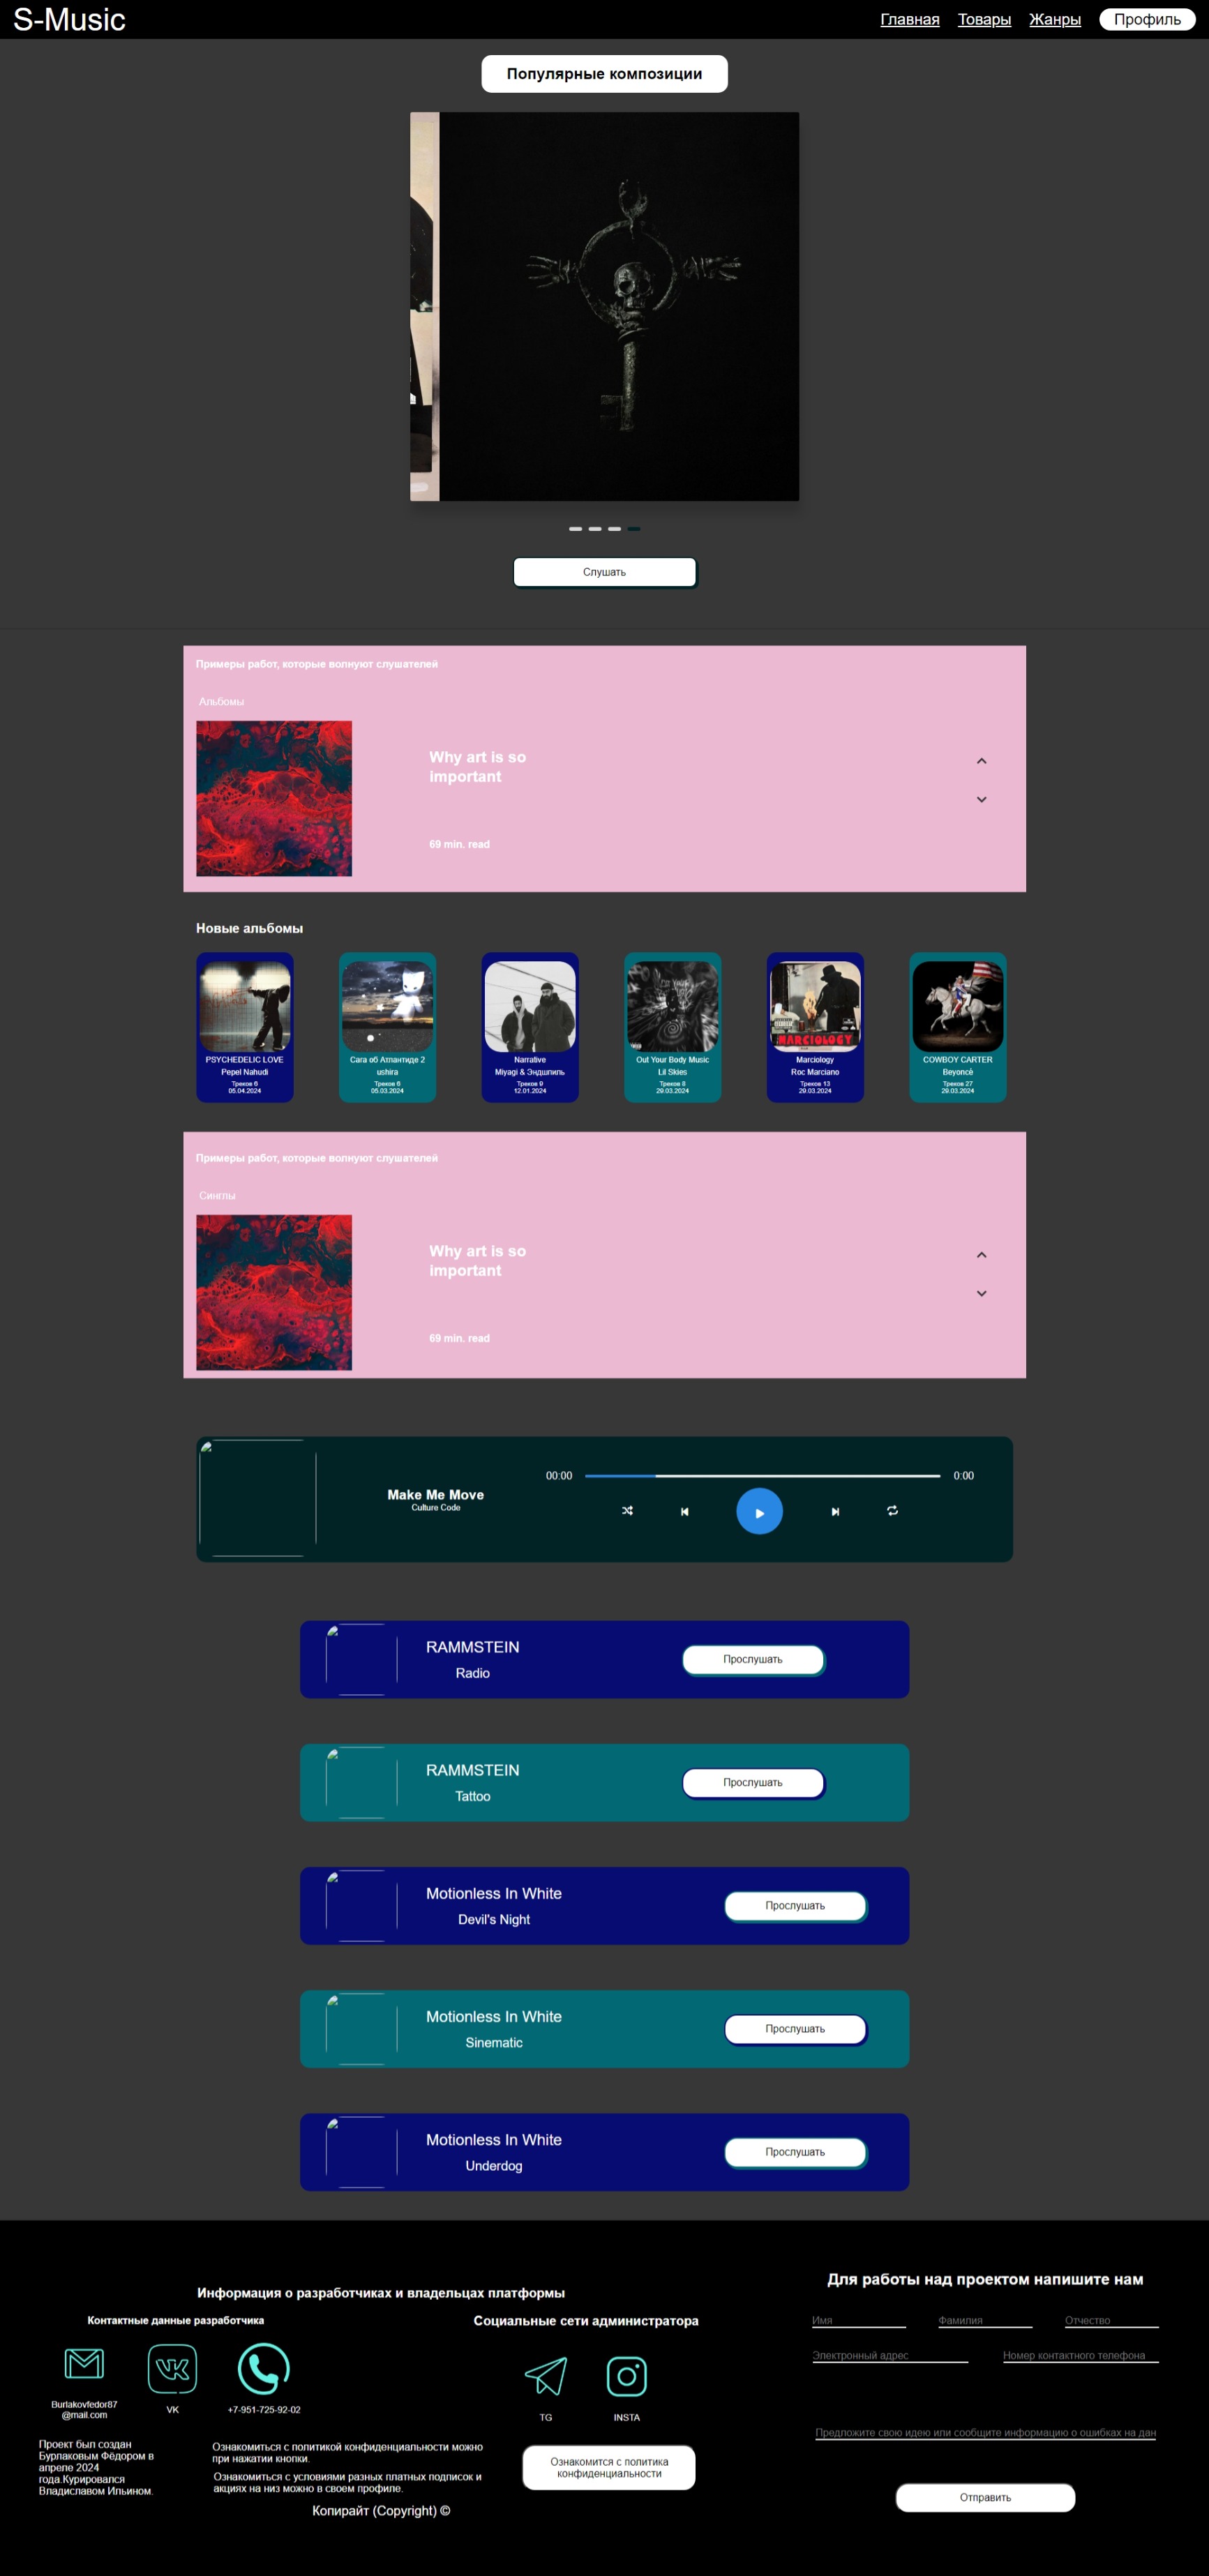 S-Music
Главная
Товары
Жанры
Профиль
Популярные композиции
Слушать
Примеры работ, которые волнуют слушателей
Альбомы
Why art is so
important
69 min. read
Новые альбомы
PSYCHEDELIC LOVE
Pepel Nahudi
Треков 6
05.04.2024
Сага об Атлантиде 2
ushira
Треков 6
05.03.2024
Narrative
Miyagi & Эндшпиль
Треков 9
12.01.2024
Out Your Body Music
Lil Skies
Треков 8
29.03.2024
MARCIOLOGY
Marciology
Roc Marciano
Треков 13
29.03.2024
COWBOY CARTER
Beyoncé
Треков 27
29.03.2024
Примеры работ, которые волнуют слушателей
Синглы
Why art is so
important
69 min. read
Make Me Move
Culture Code
00:00
0:00
RAMMSTEIN
Radio
Прослушать
RAMMSTEIN
Tattoo
Прослушать
Motionless In White
Devil's Night
Прослушать
Motionless In White
Sinematic
Прослушать
Motionless In White
Underdog
Прослушать
Информация о разработчиках и владельцах платформы
Контактные данные разработчика
Burlakovfedor87
@mail.com
VK
+7-951-725-92-02
Социальные сети администратора
TG
INSTA
Проект был создан
Бурлаковым Фёдором в
апреле 2024
года.Курировался
Владиславом Ильином.
Ознакомиться с политикой конфиденциальности можно
при нажатии кнопки.
Ознакомиться с условиями разных платных подписок и
акциях на низ можно в своем профиле.
Ознакомится с политика
конфиденциальности
Копирайт (Copyright) ©
Для работы над проектом напишите нам
Имя
Фамилия
Отчество
Электронный адрес
Номер контактного телефона
Предложите свою идею или сообщите информацию о ошибках на дан
Отправить